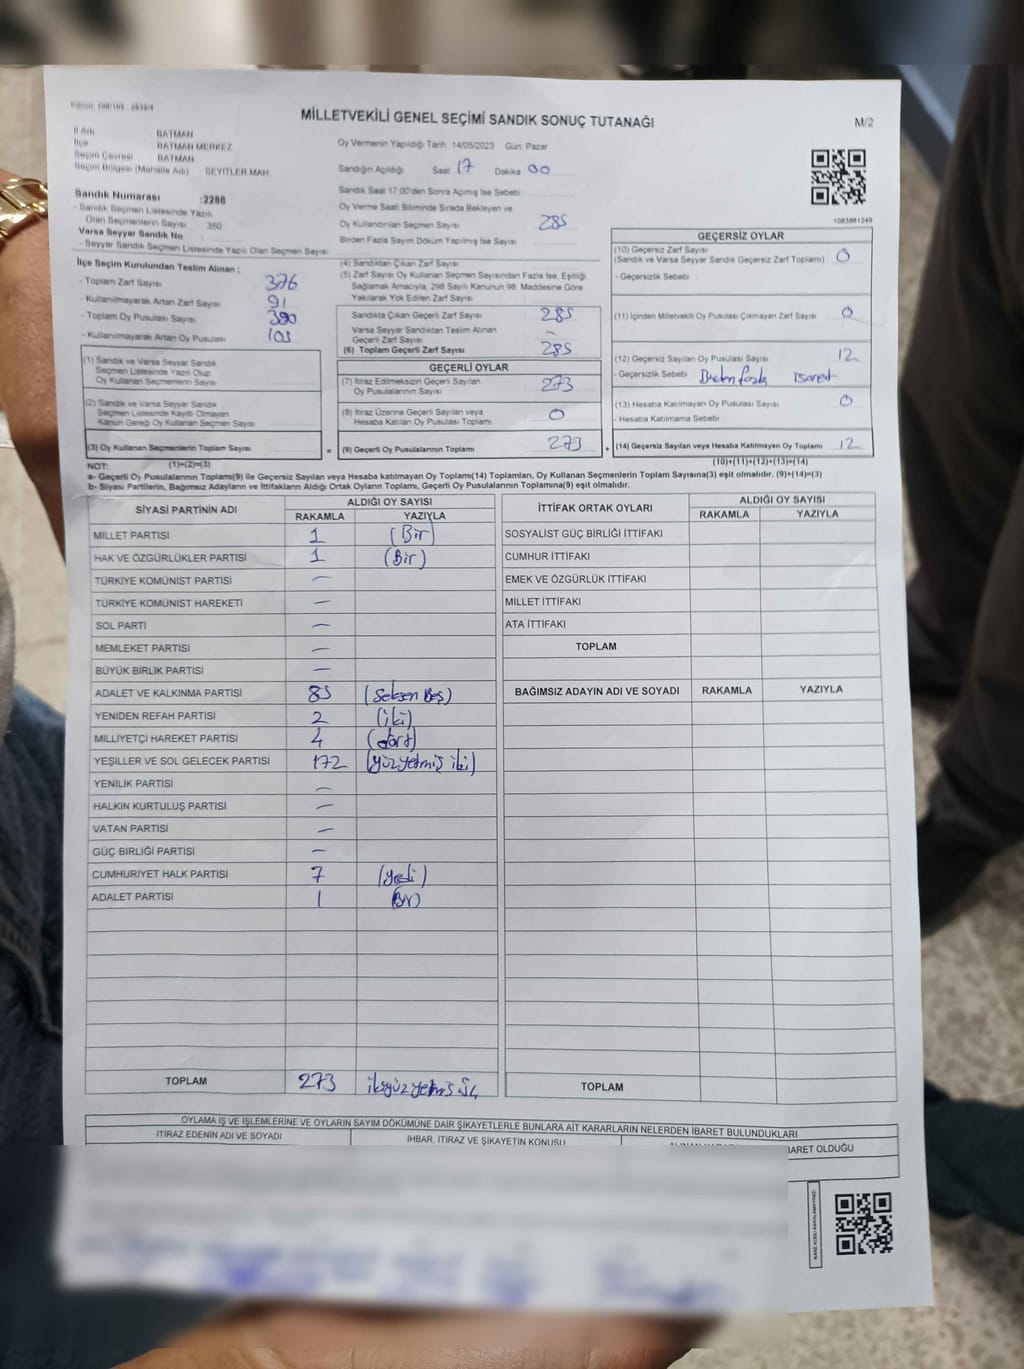 MİLLETVEKİLİ GENEL SEÇİMİ SANDIK SONUÇ TUTANAĞI
M/2
İl Adı BATMAN
İlçe BATMAN MERKEZ
Seçim Çevresi BATMAN
Seçim Bölgesi (Mahalle Adı) SEYİTLER MAH.
Sandık Numarası :2288
- Sandık Seçmen Listesinde Yazılı
Olan Seçmenlerin Sayısı 350
Varsa Seyyar Sandık No :
- Seyyar Sandık Seçmen Listesinde Yazılı Olan Seçmen Sayısı:
Oy Vermenin Yapıldığı Tarih 14/05/2023 Gün Pazar
Sandığın Açıldığı Saat 17 Dakika 00
Sandık Saat 17.00'den Sonra Açılmış İse Sebebi
Oy Verme Saati Bitiminde Sırada Bekleyen ve
Oy Kullandırılan Seçmen Sayısı 285
Birden Fazla Sayım Döküm Yapılmış İse Sayısı
1093861249
İlçe Seçim Kurulundan Teslim Alınan :
- Toplam Zarf Sayısı 376
- Kullanılmayarak Artan Zarf Sayısı 91
- Toplam Oy Pusulası Sayısı 390
- Kullanılmayarak Artan Oy Pusulası 105
(1) Sandık ve Varsa Seyyar Sandık
Seçmen Listesinde Yazılı Olup
Oy Kullanan Seçmenlerin Sayısı
(2) Sandık ve Varsa Seyyar Sandık
Seçmen Listesinde Kayıtlı Olmayan
Kanun Gereği Oy Kullanan Seçmen Sayısı
(3) Oy Kullanan Seçmenlerin Toplam Sayısı =
(4) Sandıktan Çıkan Zarf Sayısı
(5) Zarf Sayısı Oy Kullanan Seçmen Sayısından Fazla İse, Eşitliği
Sağlamak Amacıyla, 298 Sayılı Kanunun 98. Maddesine Göre
Yakılarak Yok Edilen Zarf Sayısı
Sandıkta Çıkan Geçerli Zarf Sayısı 285
Varsa Seyyar Sandıktan Teslim Alınan
Geçerli Zarf Sayısı –
(6) Toplam Geçerli Zarf Sayısı 285
GEÇERLİ OYLAR
(7) İtiraz Edilmeksizin Geçerli Sayılan
Oy Pusulalarının Sayısı 273
(8) İtiraz Üzerine Geçerli Sayılan veya
Hesaba Katılan Oy Pusulası Toplamı 0
(9) Geçerli Oy Pusulalarının Toplamı 273 +
GEÇERSİZ OYLAR
(10) Geçersiz Zarf Sayısı
(Sandık ve Varsa Seyyar Sandık Geçersiz Zarf Toplamı) 0
- Geçersizlik Sebebi
(11) İçinden Milletvekili Oy Pusulası Çıkmayan Zarf Sayısı 0
(12) Geçersiz Sayılan Oy Pusulası Sayısı 12
- Geçersizlik Sebebi Birden fazla işaret
(13) Hesaba Katılmayan Oy Pusulası Sayısı 0
- Hesaba Katılmama Sebebi
(14) Geçersiz Sayılan veya Hesaba Katılmayan Oy Toplamı 12
NOT: (1)+(2)=(3) (10)+(11)+(12)+(13)=(14)
a- Geçerli Oy Pusulalarının Toplamı(9) ile Geçersiz Sayılan veya Hesaba katılmayan Oy Toplamı(14) Toplamları, Oy Kullanan Seçmenlerin Toplam Sayısına(3) eşit olmalıdır. (9)+(14)=(3)
b- Siyasi Partilerin, Bağımsız Adayların ve İttifakların Aldığı Ortak Oyların Toplamı, Geçerli Oy Pusulalarının Toplamına(9) eşit olmalıdır.
SİYASİ PARTİNİN ADI ALDIĞI OY SAYISI
RAKAMLA YAZIYLA
MİLLET PARTİSİ 1 (Bir)
HAK VE ÖZGÜRLÜKLER PARTİSİ 1 (Bir)
TÜRKİYE KOMÜNİST PARTİSİ –
TÜRKİYE KOMÜNİST HAREKETİ –
SOL PARTİ –
MEMLEKET PARTİSİ –
BÜYÜK BİRLİK PARTİSİ –
ADALET VE KALKINMA PARTİSİ 85 (Seksen Beş)
YENİDEN REFAH PARTİSİ 2 (iki)
MİLLİYETÇİ HAREKET PARTİSİ 4 (dört)
YEŞİLLER VE SOL GELECEK PARTİSİ 172 (yüzyetmiş iki)
YENİLİK PARTİSİ –
HALKIN KURTULUŞ PARTİSİ –
VATAN PARTİSİ –
GÜÇ BİRLİĞİ PARTİSİ –
CUMHURİYET HALK PARTİSİ 7 (yedi)
ADALET PARTİSİ 1 (Bir)
TOPLAM 273 ikiyüzyetmiş üç
İTTİFAK ORTAK OYLARI ALDIĞI OY SAYISI
RAKAMLA YAZIYLA
SOSYALİST GÜÇ BİRLİĞİ İTTİFAKI
CUMHUR İTTİFAKI
EMEK VE ÖZGÜRLÜK İTTİFAKI
MİLLET İTTİFAKI
ATA İTTİFAKI
TOPLAM
BAĞIMSIZ ADAYIN ADI VE SOYADI RAKAMLA YAZIYLA
TOPLAM
OYLAMA İŞ VE İŞLEMLERİNE VE OYLARIN SAYIM DÖKÜMÜNE DAİR ŞİKAYETLERLE BUNLARA AİT KARARLARIN NELERDEN İBARET BULUNDUKLARI
İTİRAZ EDENİN ADI VE SOYADI İHBAR, İTİRAZ VE ŞİKAYETİN KONUSU
OLDUĞU